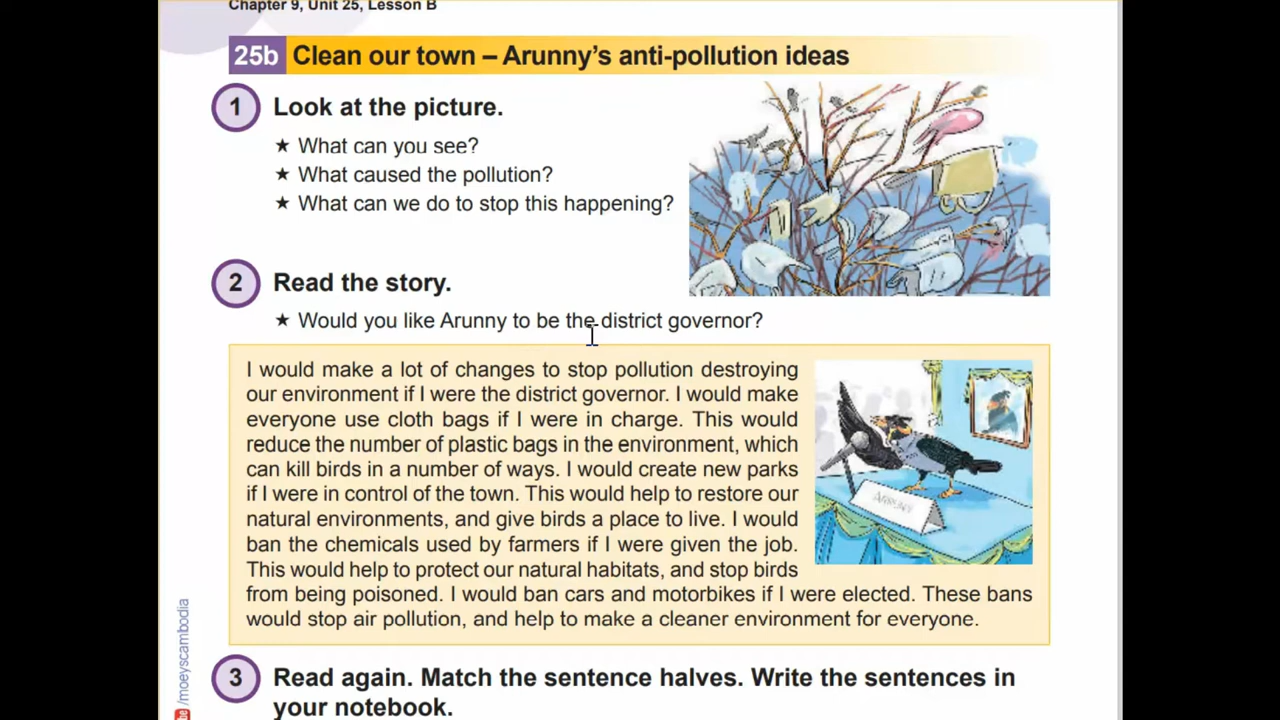 Chapter 9, Unit 25, Lesson B
25b Clean our town – Arunny's anti-pollution ideas
1 Look at the picture.
★ What can you see?
★ What caused the pollution?
★ What can we do to stop this happening?
2 Read the story.
★ Would you like Arunny to be the district governor?
I would make a lot of changes to stop pollution destroying
our environment if I were the district governor. I would make
everyone use cloth bags if I were in charge. This would
reduce the number of plastic bags in the environment, which
can kill birds in a number of ways. I would create new parks
if I were in control of the town. This would help to restore our
natural environments, and give birds a place to live. I would
ban the chemicals used by farmers if I were given the job.
This would help to protect our natural habitats, and stop birds
from being poisoned. I would ban cars and motorbikes if I were elected. These bans
would stop air pollution, and help to make a cleaner environment for everyone.
ARUNNY
3 Read again. Match the sentence halves. Write the sentences in
your notebook.
/moeyscambodia